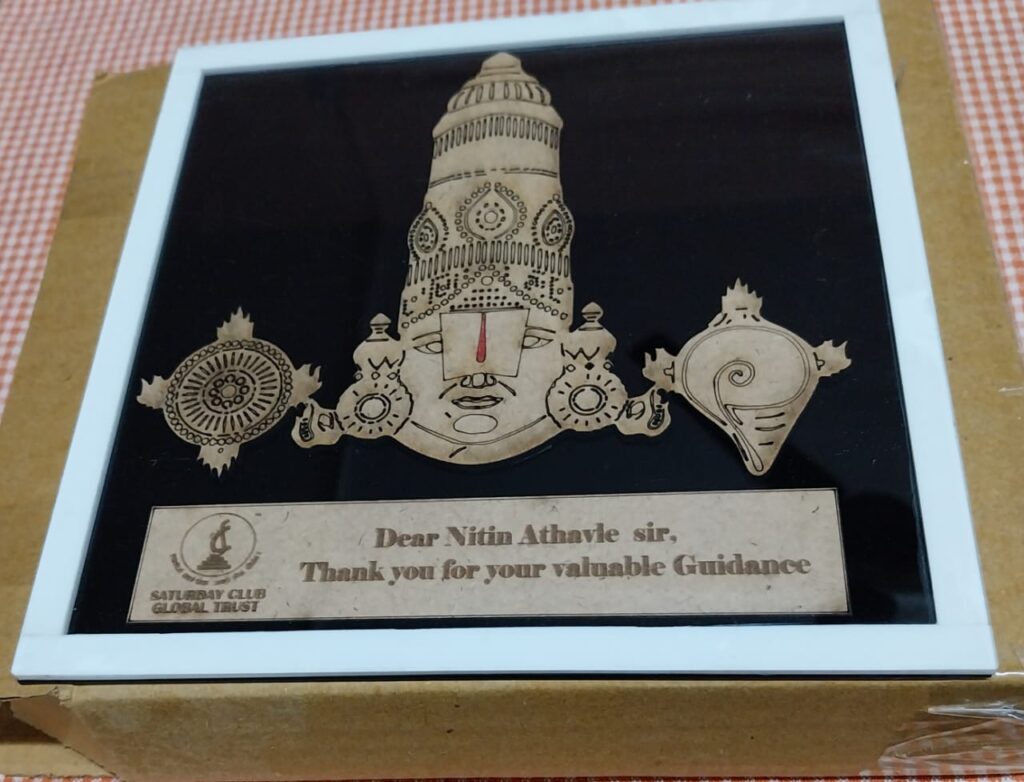 SATURDAY CLUB
GLOBAL TRUST
Dear Nitin Athavle sir,
Thank you for your valuable Guidance